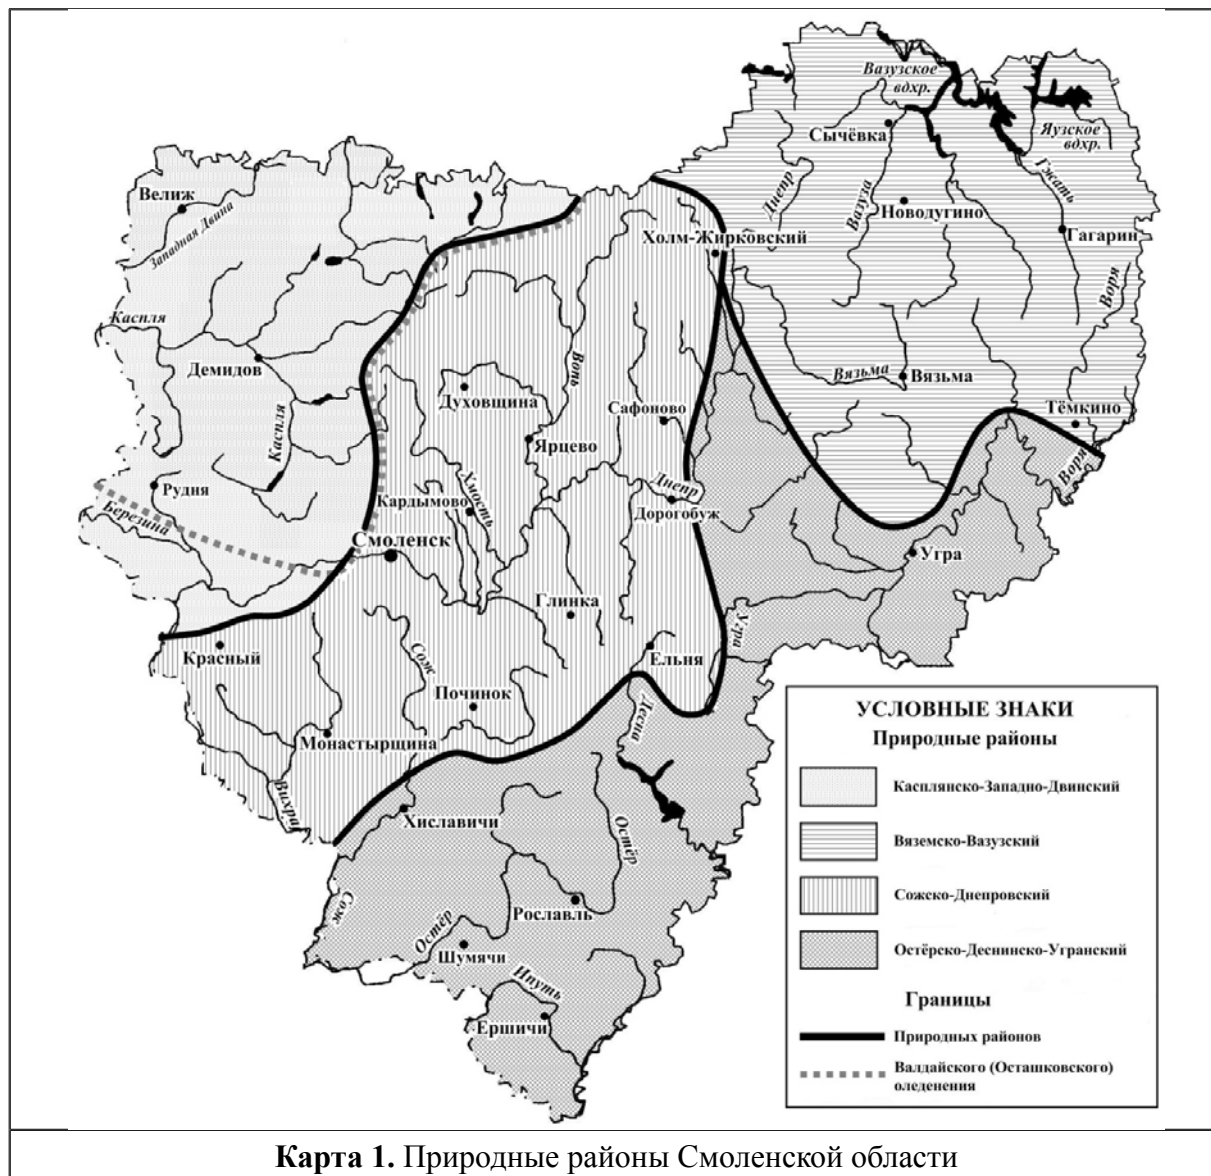 Вазузское
вдхр.
Сычёвка
Яузское
вдхр.
Велиж
Западная Двина
Днепр
Вазуза
Гжать
Новодугино
Холм-Жирковский
Гагарин
Воря
Каспля
Демидов
Вопь
Вязьма
Вязьма
Духовщина
Сафоново
Тёмкино
Каспля
Ярцево
Воря
Рудня
Хмость
Днепр
Кардымово
Дорогобуж
Березина
Смоленск
Угра
Глинка
Угра
Красный
Сож
Ельня
Починок
Десна
Монастырщина
Вихра
Хиславичи
Остёр
Сож
Рославль
Остёр
Шумячи
Ипуть
Ершичи
УСЛОВНЫЕ ЗНАКИ
Природные районы
Касплянско-Западно-Двинский
Вяземско-Вазузский
Сожско-Днепровский
Остёрско-Деснинско-Угранский
Границы
Природных районов
Валдайского (Осташковского)
оледенения
Карта 1. Природные районы Смоленской области